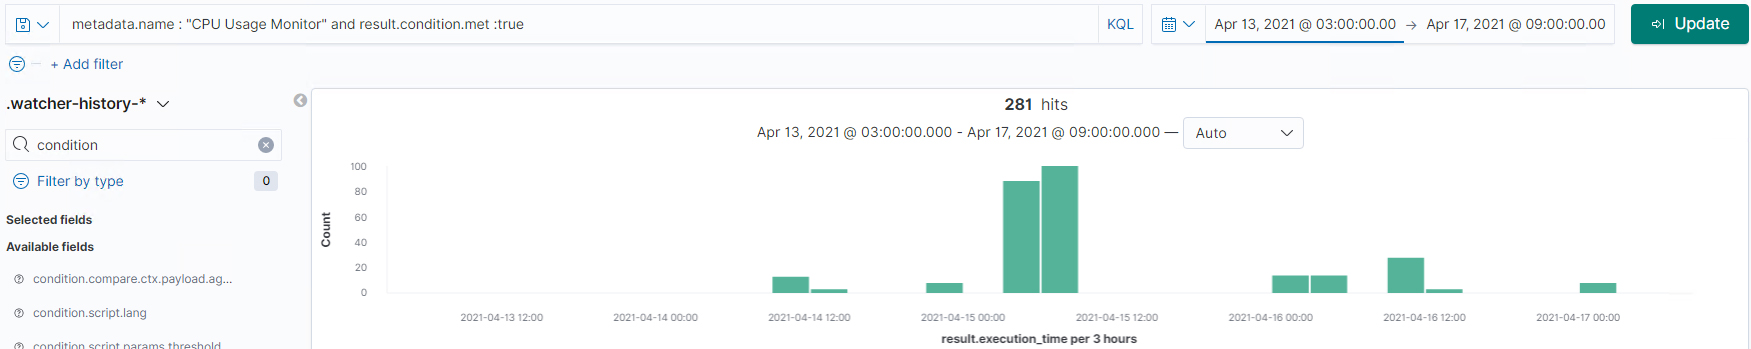 metadata.name : "CPU Usage Monitor" and result.condition.met :true
KQL
Apr 13, 2021 @ 03:00:00.00 → Apr 17, 2021 @ 09:00:00.00
Update
+ Add filter
.watcher-history-*
condition
Filter by type 0
Selected fields
Available fields
condition.compare.ctx.payload.ag...
condition.script.lang
condition.script.params.threshold
281 hits
Apr 13, 2021 @ 03:00:00.000 - Apr 17, 2021 @ 09:00:00.000 — Auto
Count
100
80
60
40
20
0
2021-04-13 12:00 2021-04-14 00:00 2021-04-14 12:00 2021-04-15 00:00 2021-04-15 12:00 2021-04-16 00:00 2021-04-16 12:00 2021-04-17 00:00
result.execution_time per 3 hours